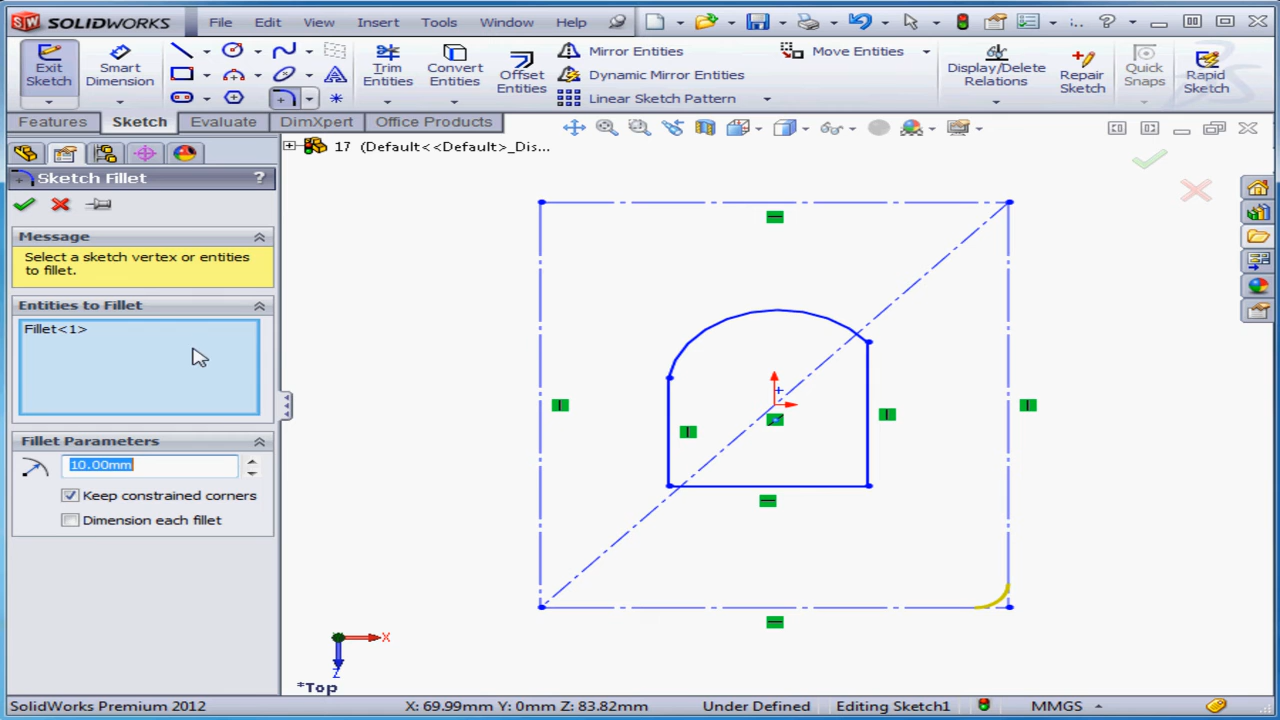 SW SOLIDWORKS File Edit View Insert Tools Window Help
Exit Sketch
Smart Dimension
Trim Entities
Convert Entities
Offset Entities
Mirror Entities
Dynamic Mirror Entities
Linear Sketch Pattern
Move Entities
Display/Delete Relations
Repair Sketch
Quick Snaps
Rapid Sketch
Features Sketch Evaluate DimXpert Office Products
17 (Default<<Default>_Dis...
Sketch Fillet ?
Message
Select a sketch vertex or entities
to fillet.
Entities to Fillet
Fillet<1>
Fillet Parameters
10.00mm
Keep constrained corners
Dimension each fillet
X
Z
*Top
SolidWorks Premium 2012 X: 69.99mm Y: 0mm Z: 83.82mm Under Defined Editing Sketch1 MMGS